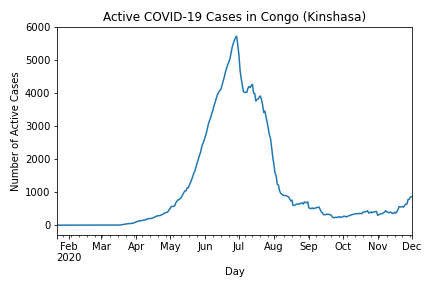 Active COVID-19 Cases in Congo (Kinshasa)
Number of Active Cases
6000
5000
4000
3000
2000
1000
0
Feb Mar Apr May Jun Jul Aug Sep Oct Nov Dec
2020
Day